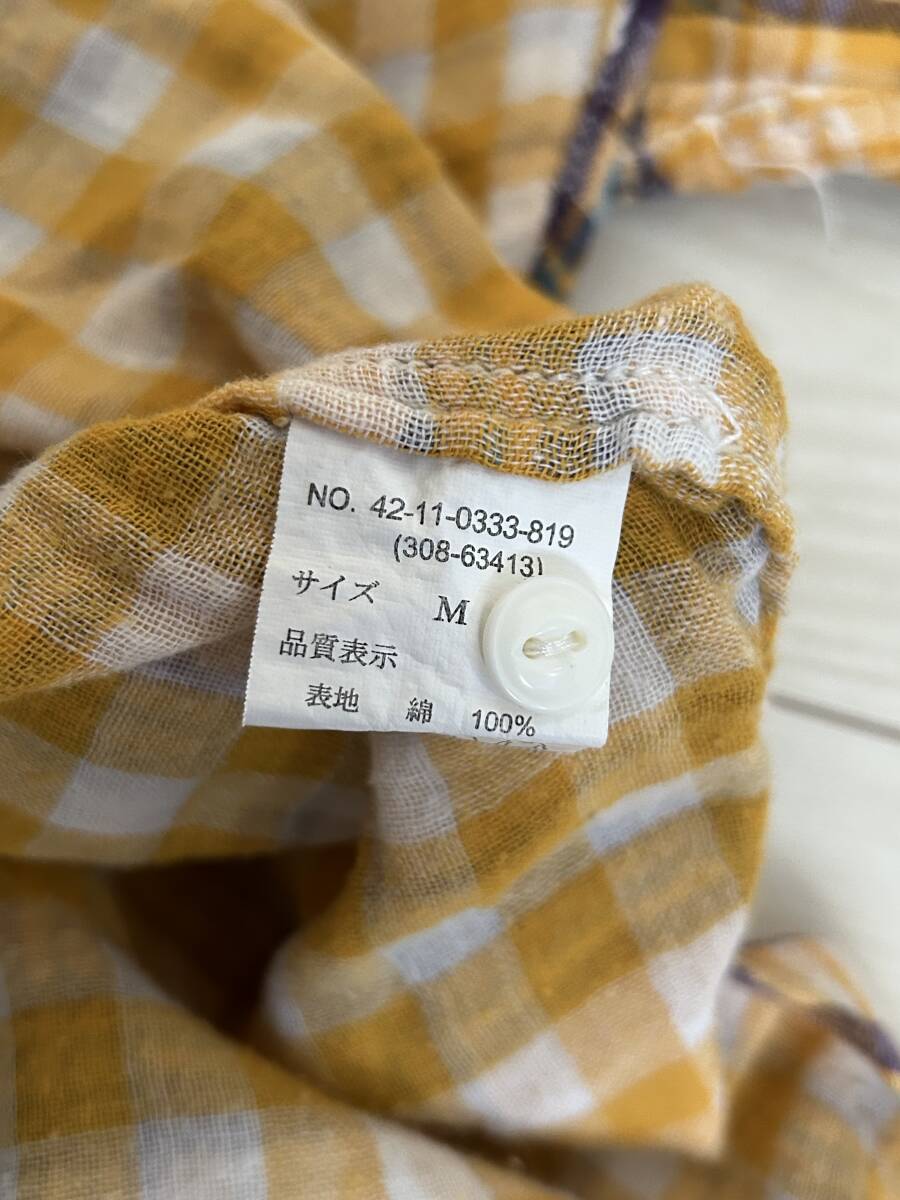 NO. 42-11-0333-819
(308-63413)
サイズ M
品質表示
表地 綿 100%